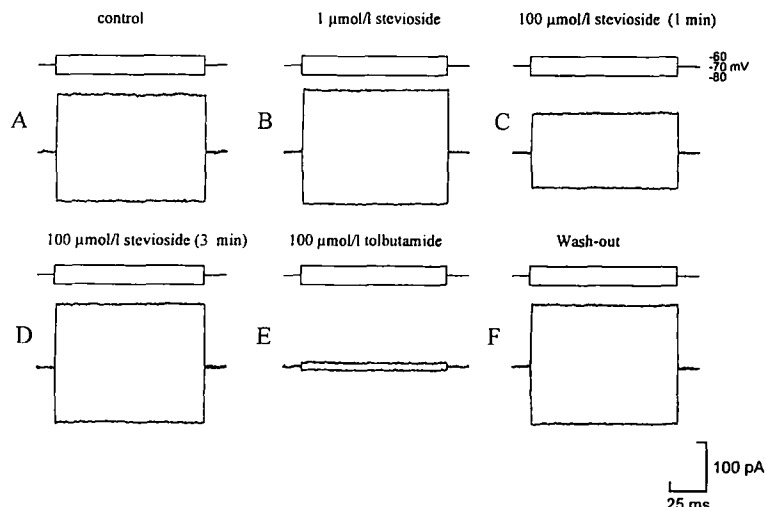 control
1 µmol/l stevioside
100 µmol/l stevioside (1 min)
-60
-70 mV
-80
A
B
C
100 µmol/l stevioside (3 min)
100 µmol/l tolbutamide
Wash-out
D
E
F
100 pA
25 ms